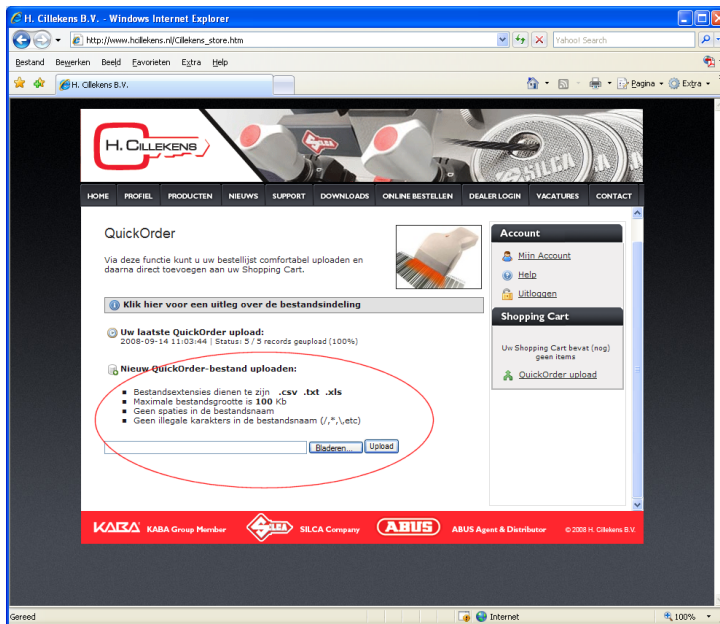 H. Cillekens B.V. - Windows Internet Explorer
http://www.hcillekens.nl/Cillekens_store.htm
Yahoo! Search
Bestand Bewerken Beeld Favorieten Extra Help
H. Cillekens B.V.
Pagina Extra
H. CILLEKENS
SILCA
SILCA
HOME PROFIEL PRODUCTEN NIEUWS SUPPORT DOWNLOADS ONLINE BESTELLEN DEALER LOGIN VACATURES CONTACT
QuickOrder
Via deze functie kunt u uw bestellijst comfortabel uploaden en
daarna direct toevoegen aan uw Shopping Cart.
Klik hier voor een uitleg over de bestandsindeling
Uw laatste QuickOrder upload:
2008-09-14 11:03:44 | Status: 5 / 5 records geupload (100%)
Nieuw QuickOrder-bestand uploaden:
Bestandsextensies dienen te zijn .csv .txt .xls
Maximale bestandsgrootte is 100 Kb
Geen spaties in de bestandsnaam
Geen illegale karakters in de bestandsnaam (/,*,\,etc)
Bladeren... Upload
Account
Mijn Account
Help
Uitloggen
Shopping Cart
Uw Shopping Cart bevat (nog)
geen items
QuickOrder upload
KABA KABA Group Member SILCA SILCA Company ABUS ABUS Agent & Distributor © 2008 H. Cillekens B.V.
Gereed Internet 100%